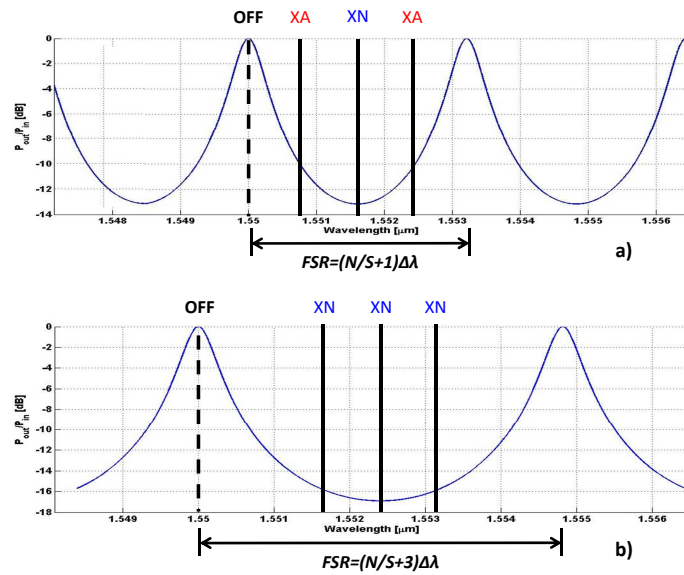 OFF XA XN XA
P_out/P_in [dB]
0
-2
-4
-6
-8
-10
-12
-14
1.548 1.549 1.55 1.551 1.552 1.553 1.554 1.555 1.556
Wavelength [μm]
FSR=(N/S+1)Δλ
a)
OFF XN XN XN
P_out/P_in [dB]
0
-2
-4
-6
-8
-10
-12
-14
-16
-18
1.549 1.55 1.551 1.552 1.553 1.554 1.555 1.556
Wavelength [μm]
FSR=(N/S+3)Δλ
b)